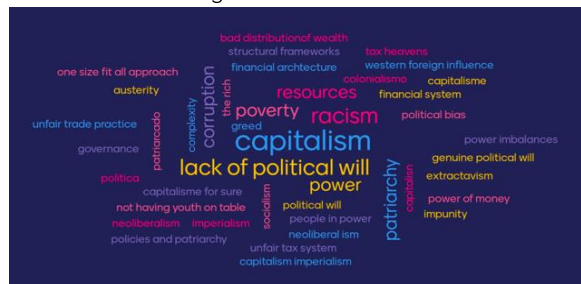 bad distributionof wealth
structural frameworks
tax heavens
financial archtecture
western foreign influence
one size fit all approach
colonialismo
capitalisme
austerity
corruption
the rich
resources
financial system
complexity
poverty
racism
political bias
unfair trade practice
patriarcado
greed
capitalism
power imbalances
governance
lack of political will
genuine political will
politica
power
patriarchy
capitalisn
extractavism
capitalisme for sure
socialism
political will
power of money
not having youth on table
people in power
impunity
neoliberalism
imperialism
neoliberal ism
policies and patriarchy
unfair tax system
capitalism imperialism